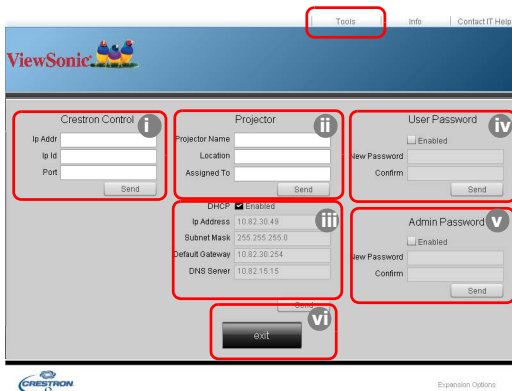 Tools Info Contact IT Help
ViewSonic
Crestron Control i
Ip Addr
Ip Id
Port
Send
Projector ii
Projector Name
Location
Assigned To
Send
User Password iv
Enabled
New Password
Confirm
Send
DHCP Enabled iii
Ip Address 10.82.30.49
Subnet Mask 255.255.255.0
Default Gateway 10.82.30.254
DNS Server 10.82.15.15
Send
Admin Password v
Enabled
New Password
Confirm
Send
vi
exit
CRESTRON
Expansion Options